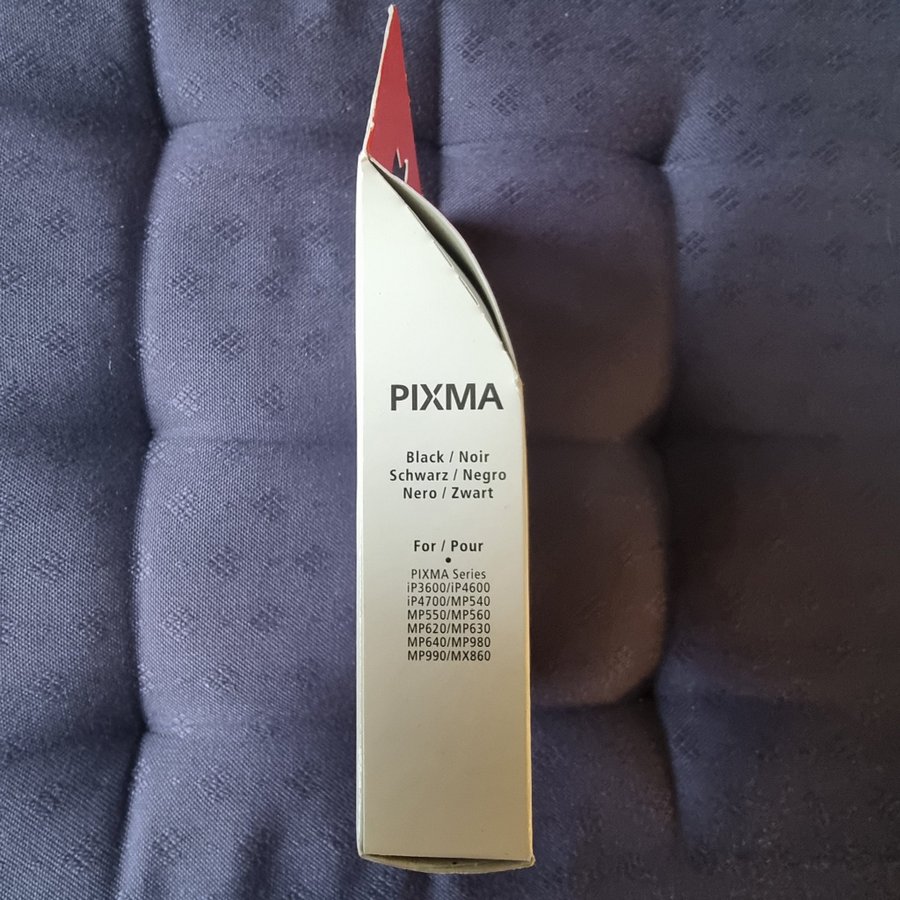 PIXMA
Black / Noir
Schwarz / Negro
Nero / Zwart
For / Pour
•
PIXMA Series
iP3600/iP4600
iP4700/MP540
MP550/MP560
MP620/MP630
MP640/MP980
MP990/MX860